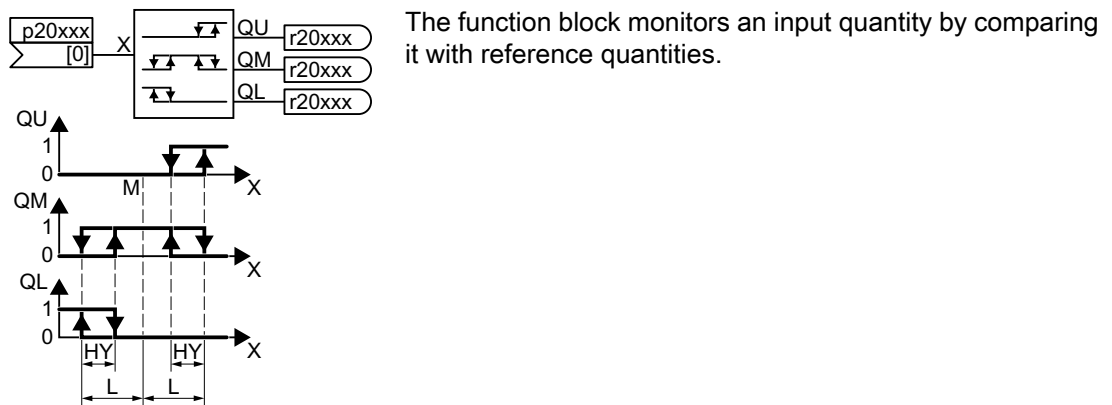 The function block monitors an input quantity by comparing
it with reference quantities.
p20xxx
[0]
X
QU
r20xxx
QM
r20xxx
QL
r20xxx
QU
1
0
M
X
QM
1
0
X
QL
1
0
X
HY
HY
L
L